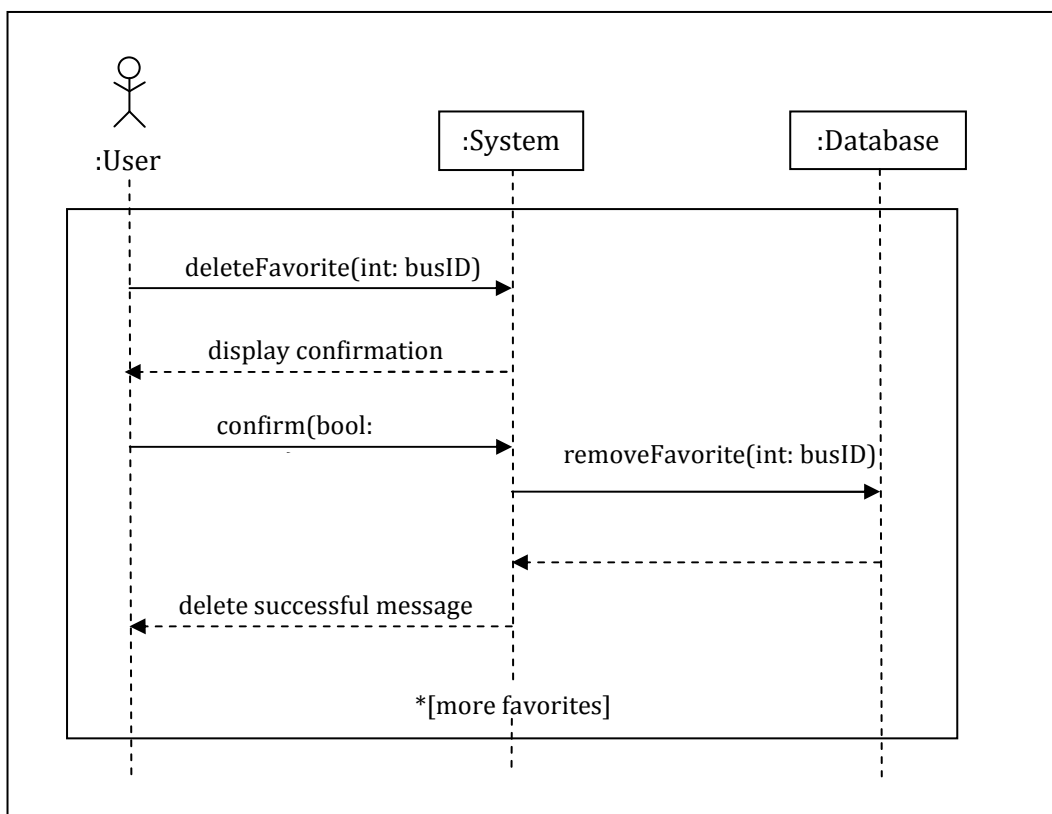 :User
:System
:Database
deleteFavorite(int: busID)
display confirmation
confirm(bool:
removeFavorite(int: busID)
delete successful message
*[more favorites]